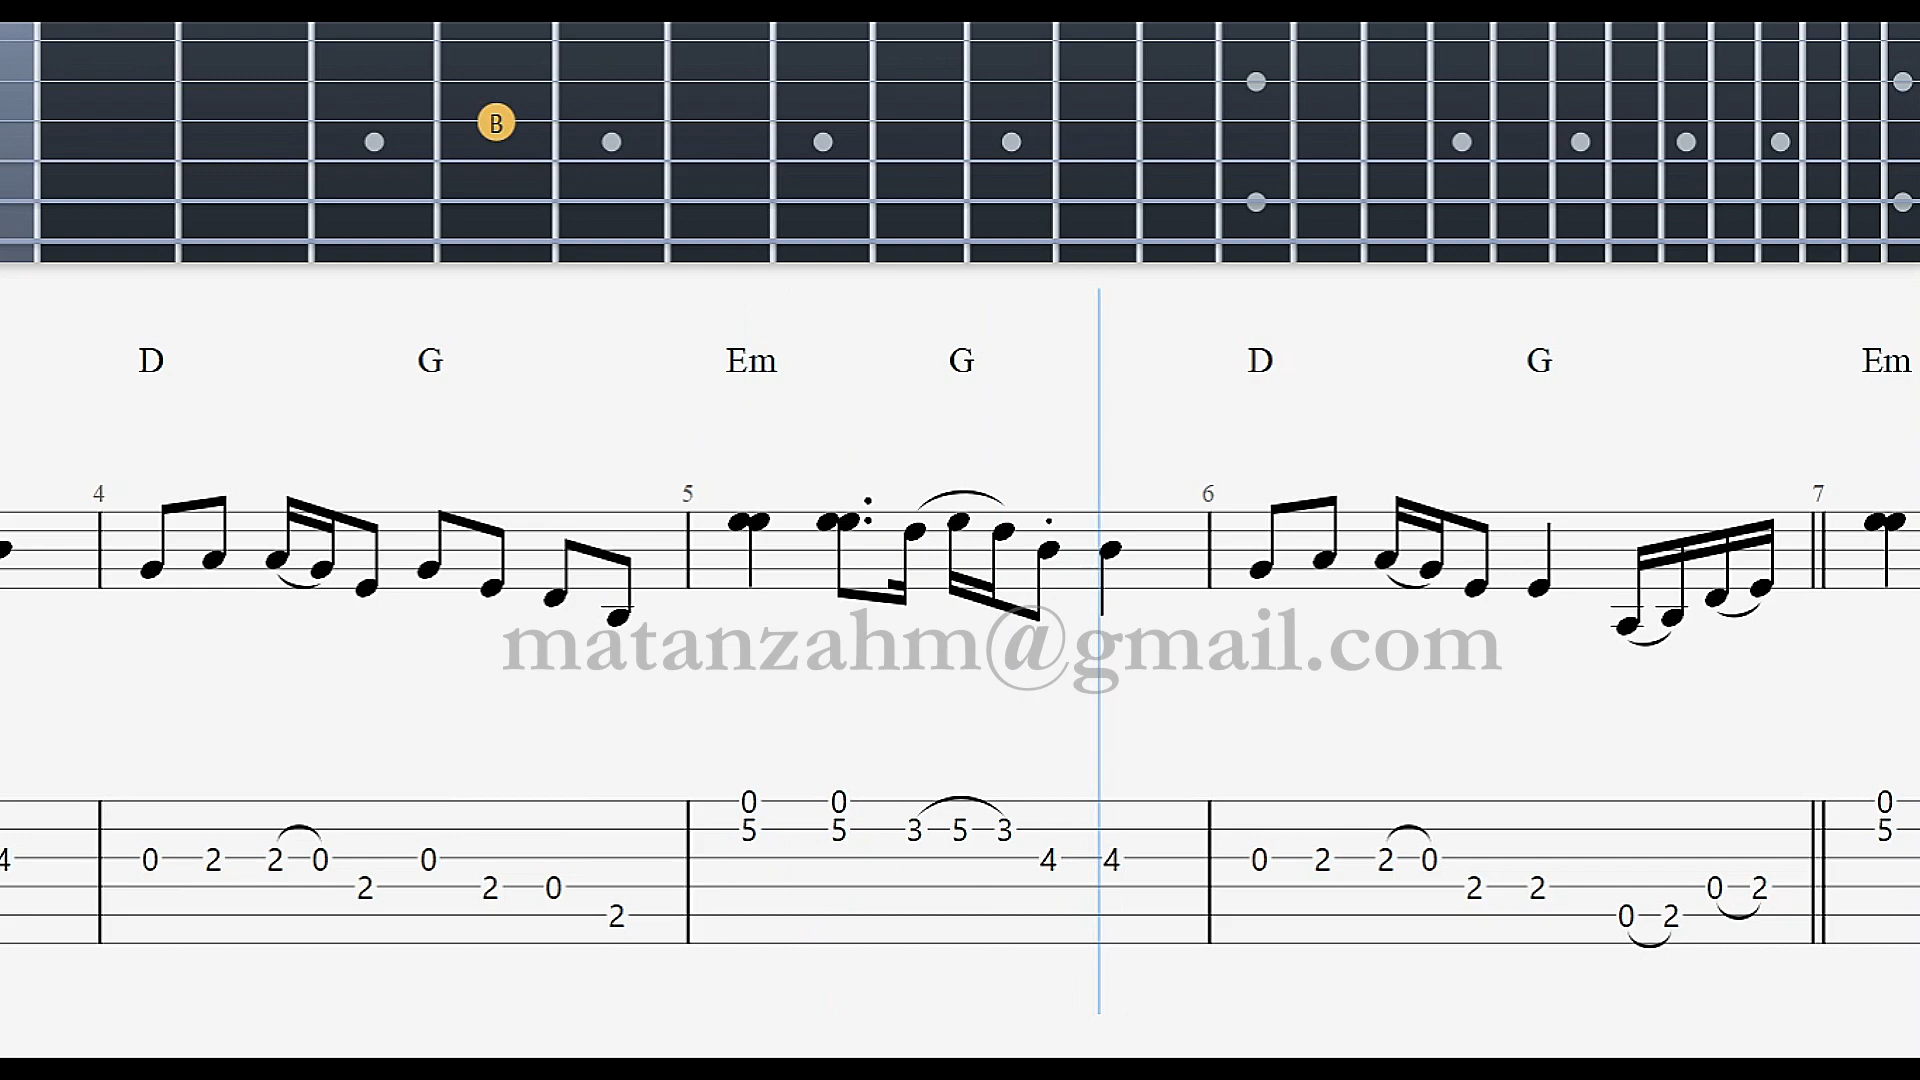 B
D G Em G D G Em
4 5 6 7
matanzahm@gmail.com
0 0 0
5 5 3 5 3 5
4 0 2 2 0 0 4 4 0 2 2 0
2 2 0 2 2 0 2
2 0 2